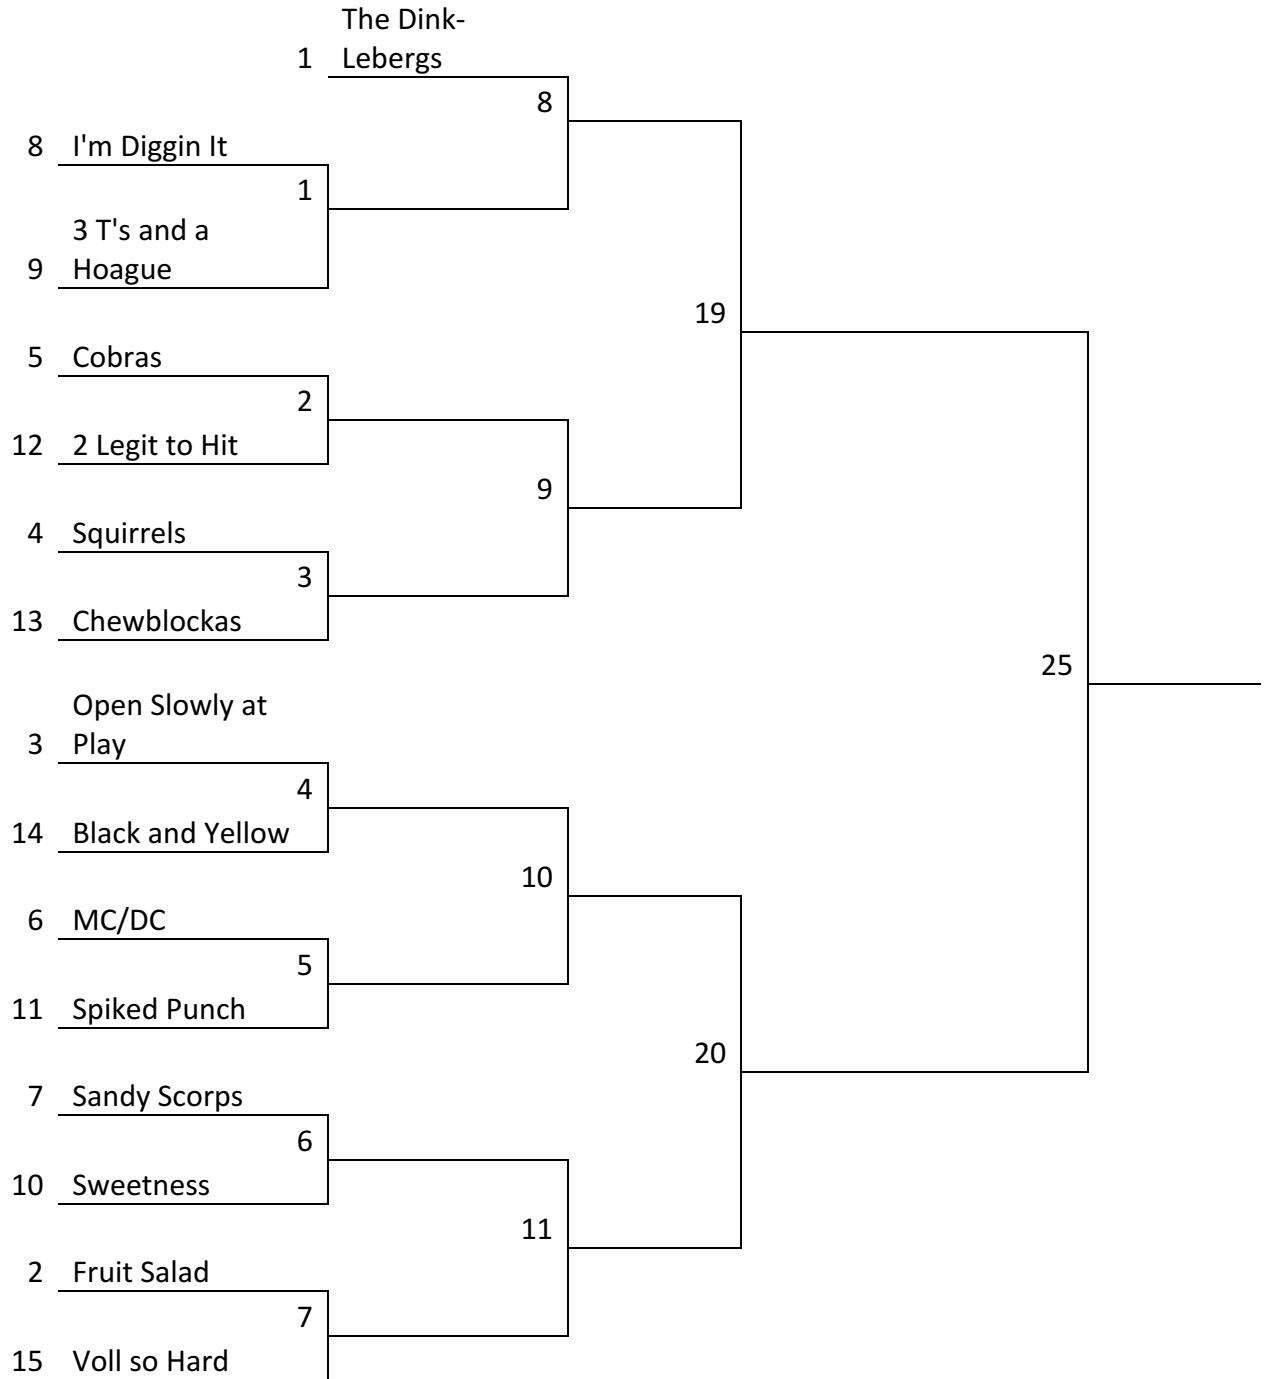 The Dink-
1 Lebergs
8
8 I'm Diggin It
1
3 T's and a
9 Hoague
19
5 Cobras
2
12 2 Legit to Hit
9
4 Squirrels
3
13 Chewblockas
25
Open Slowly at
3 Play
4
14 Black and Yellow
10
6 MC/DC
5
11 Spiked Punch
20
7 Sandy Scorps
6
10 Sweetness
11
2 Fruit Salad
7
15 Voll so Hard